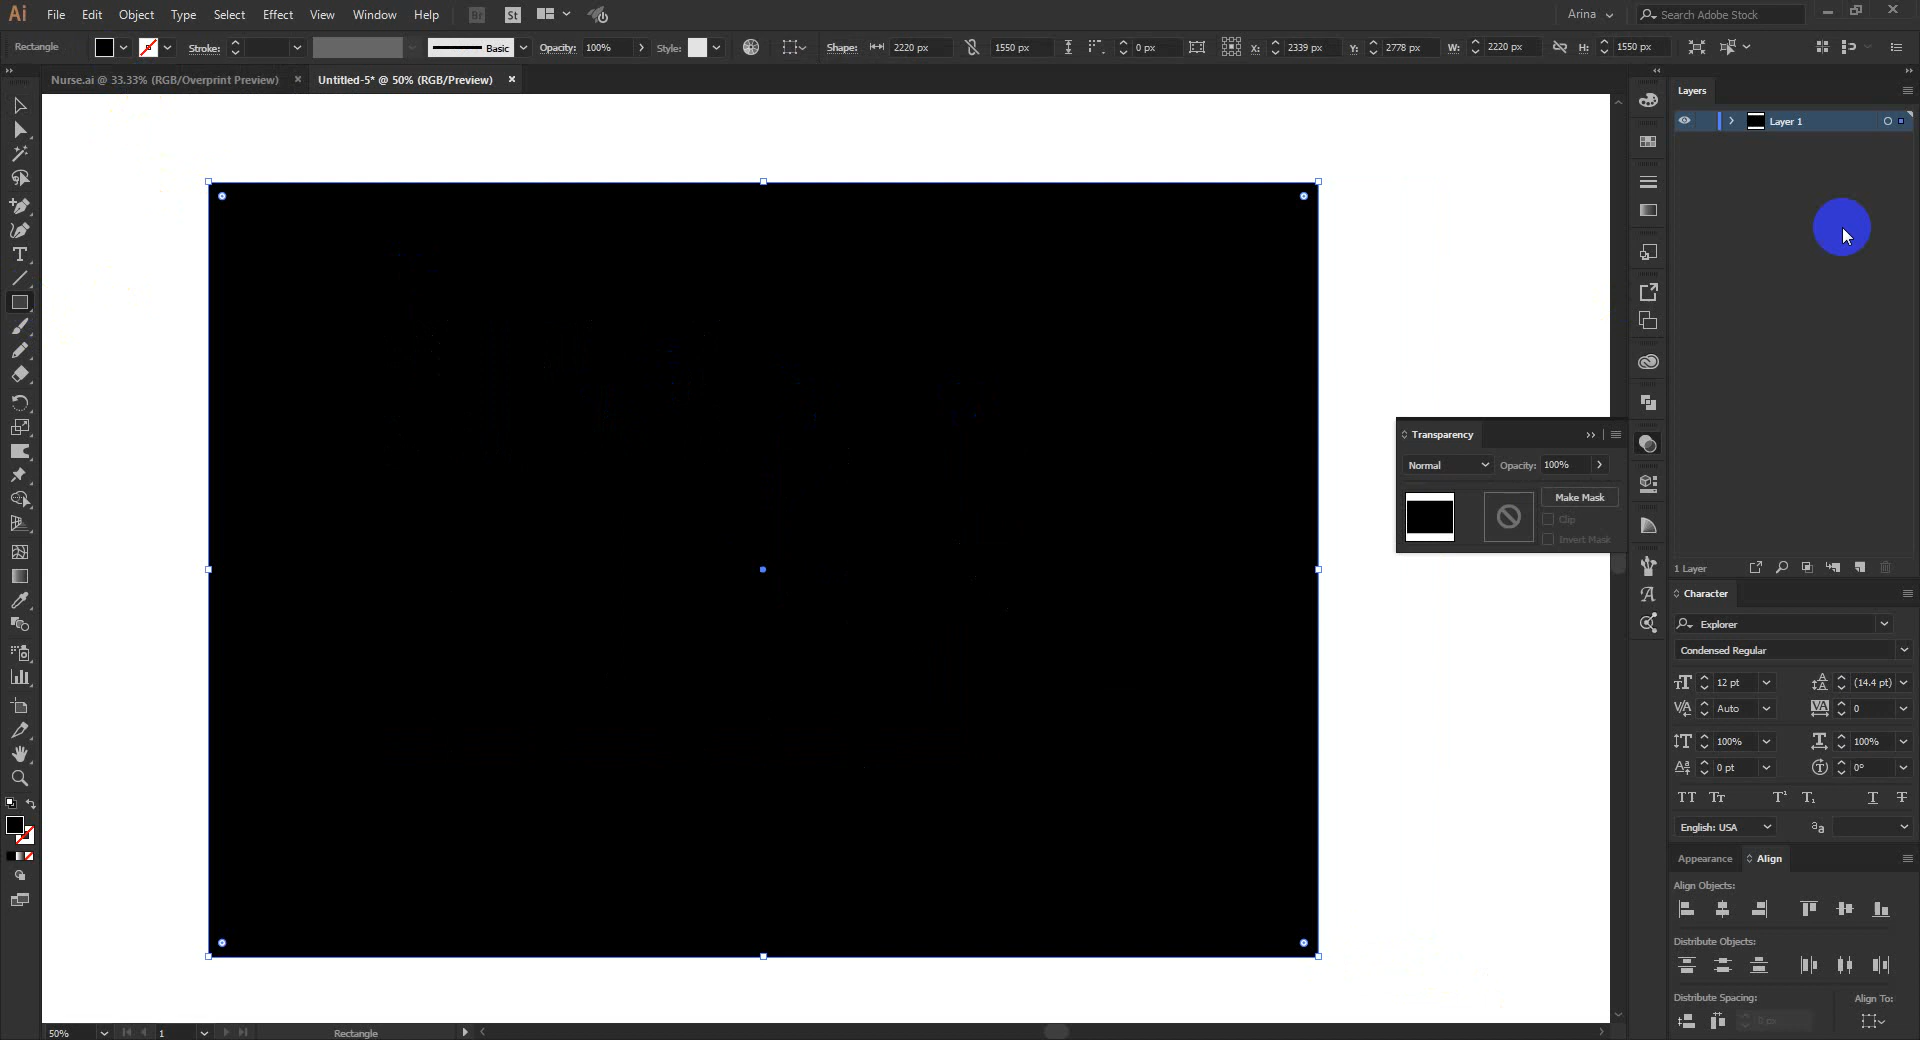 Ai File Edit Object Type Select Effect View Window Help Br St Arina Search Adobe Stock
Rectangle Stroke: Basic Opacity: 100% Style: Shape: 2220 px 1550 px 0 px X: 2339 px Y: 2778 px W: 2220 px H: 1550 px
Nurse.ai @ 33.33% (RGB/Overprint Preview) Untitled-5* @ 50% (RGB/Preview)
Layers
Layer 1
Transparency
Normal Opacity: 100%
Make Mask
Clip
Invert Mask
1 Layer
Character
Explorer
Condensed Regular
12 pt (14.4 pt)
Auto 0
100% 100%
0 pt 0°
English: USA
Appearance Align
Align Objects:
Distribute Objects:
Distribute Spacing: Align To:
0 px
50% 1 Rectangle